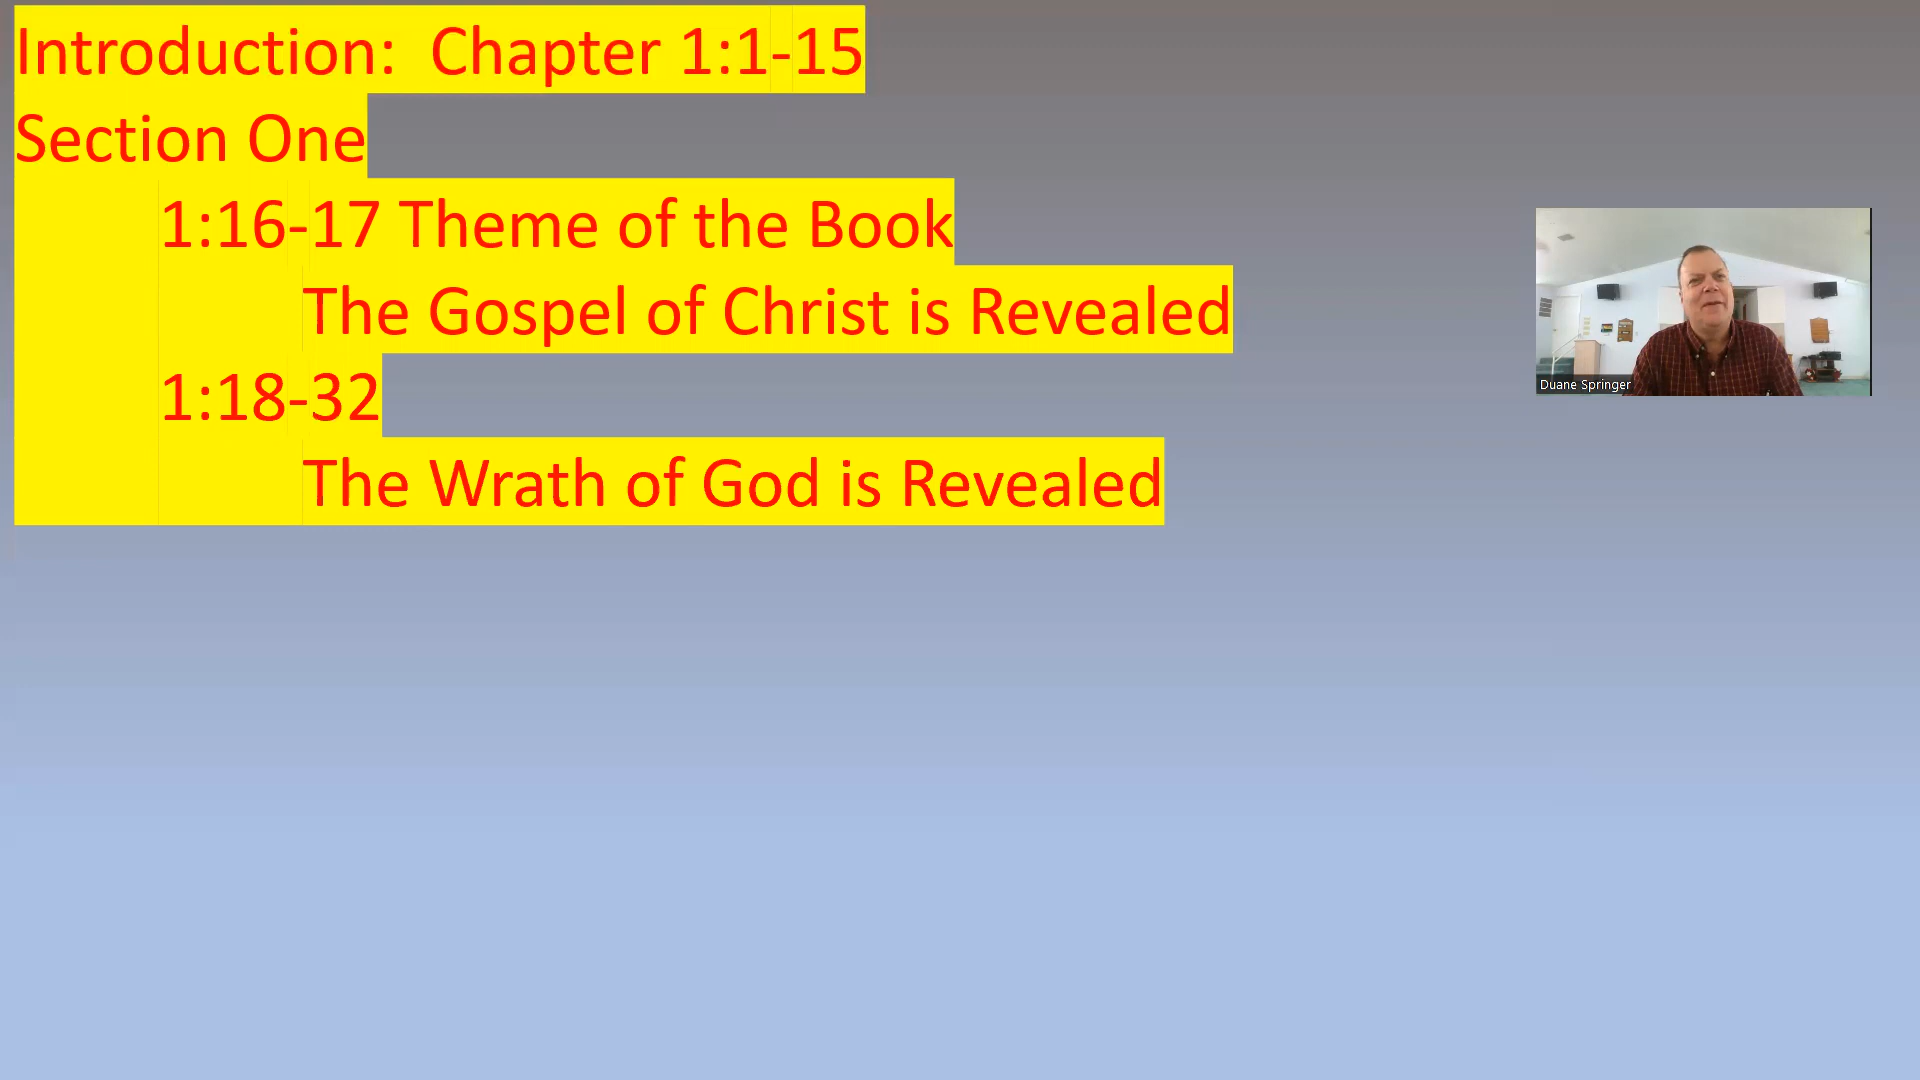 Introduction:  Chapter 1:1-15
Section One
1:16-17 Theme of the Book
The Gospel of Christ is Revealed
1:18-32
The Wrath of God is Revealed
Duane Springer